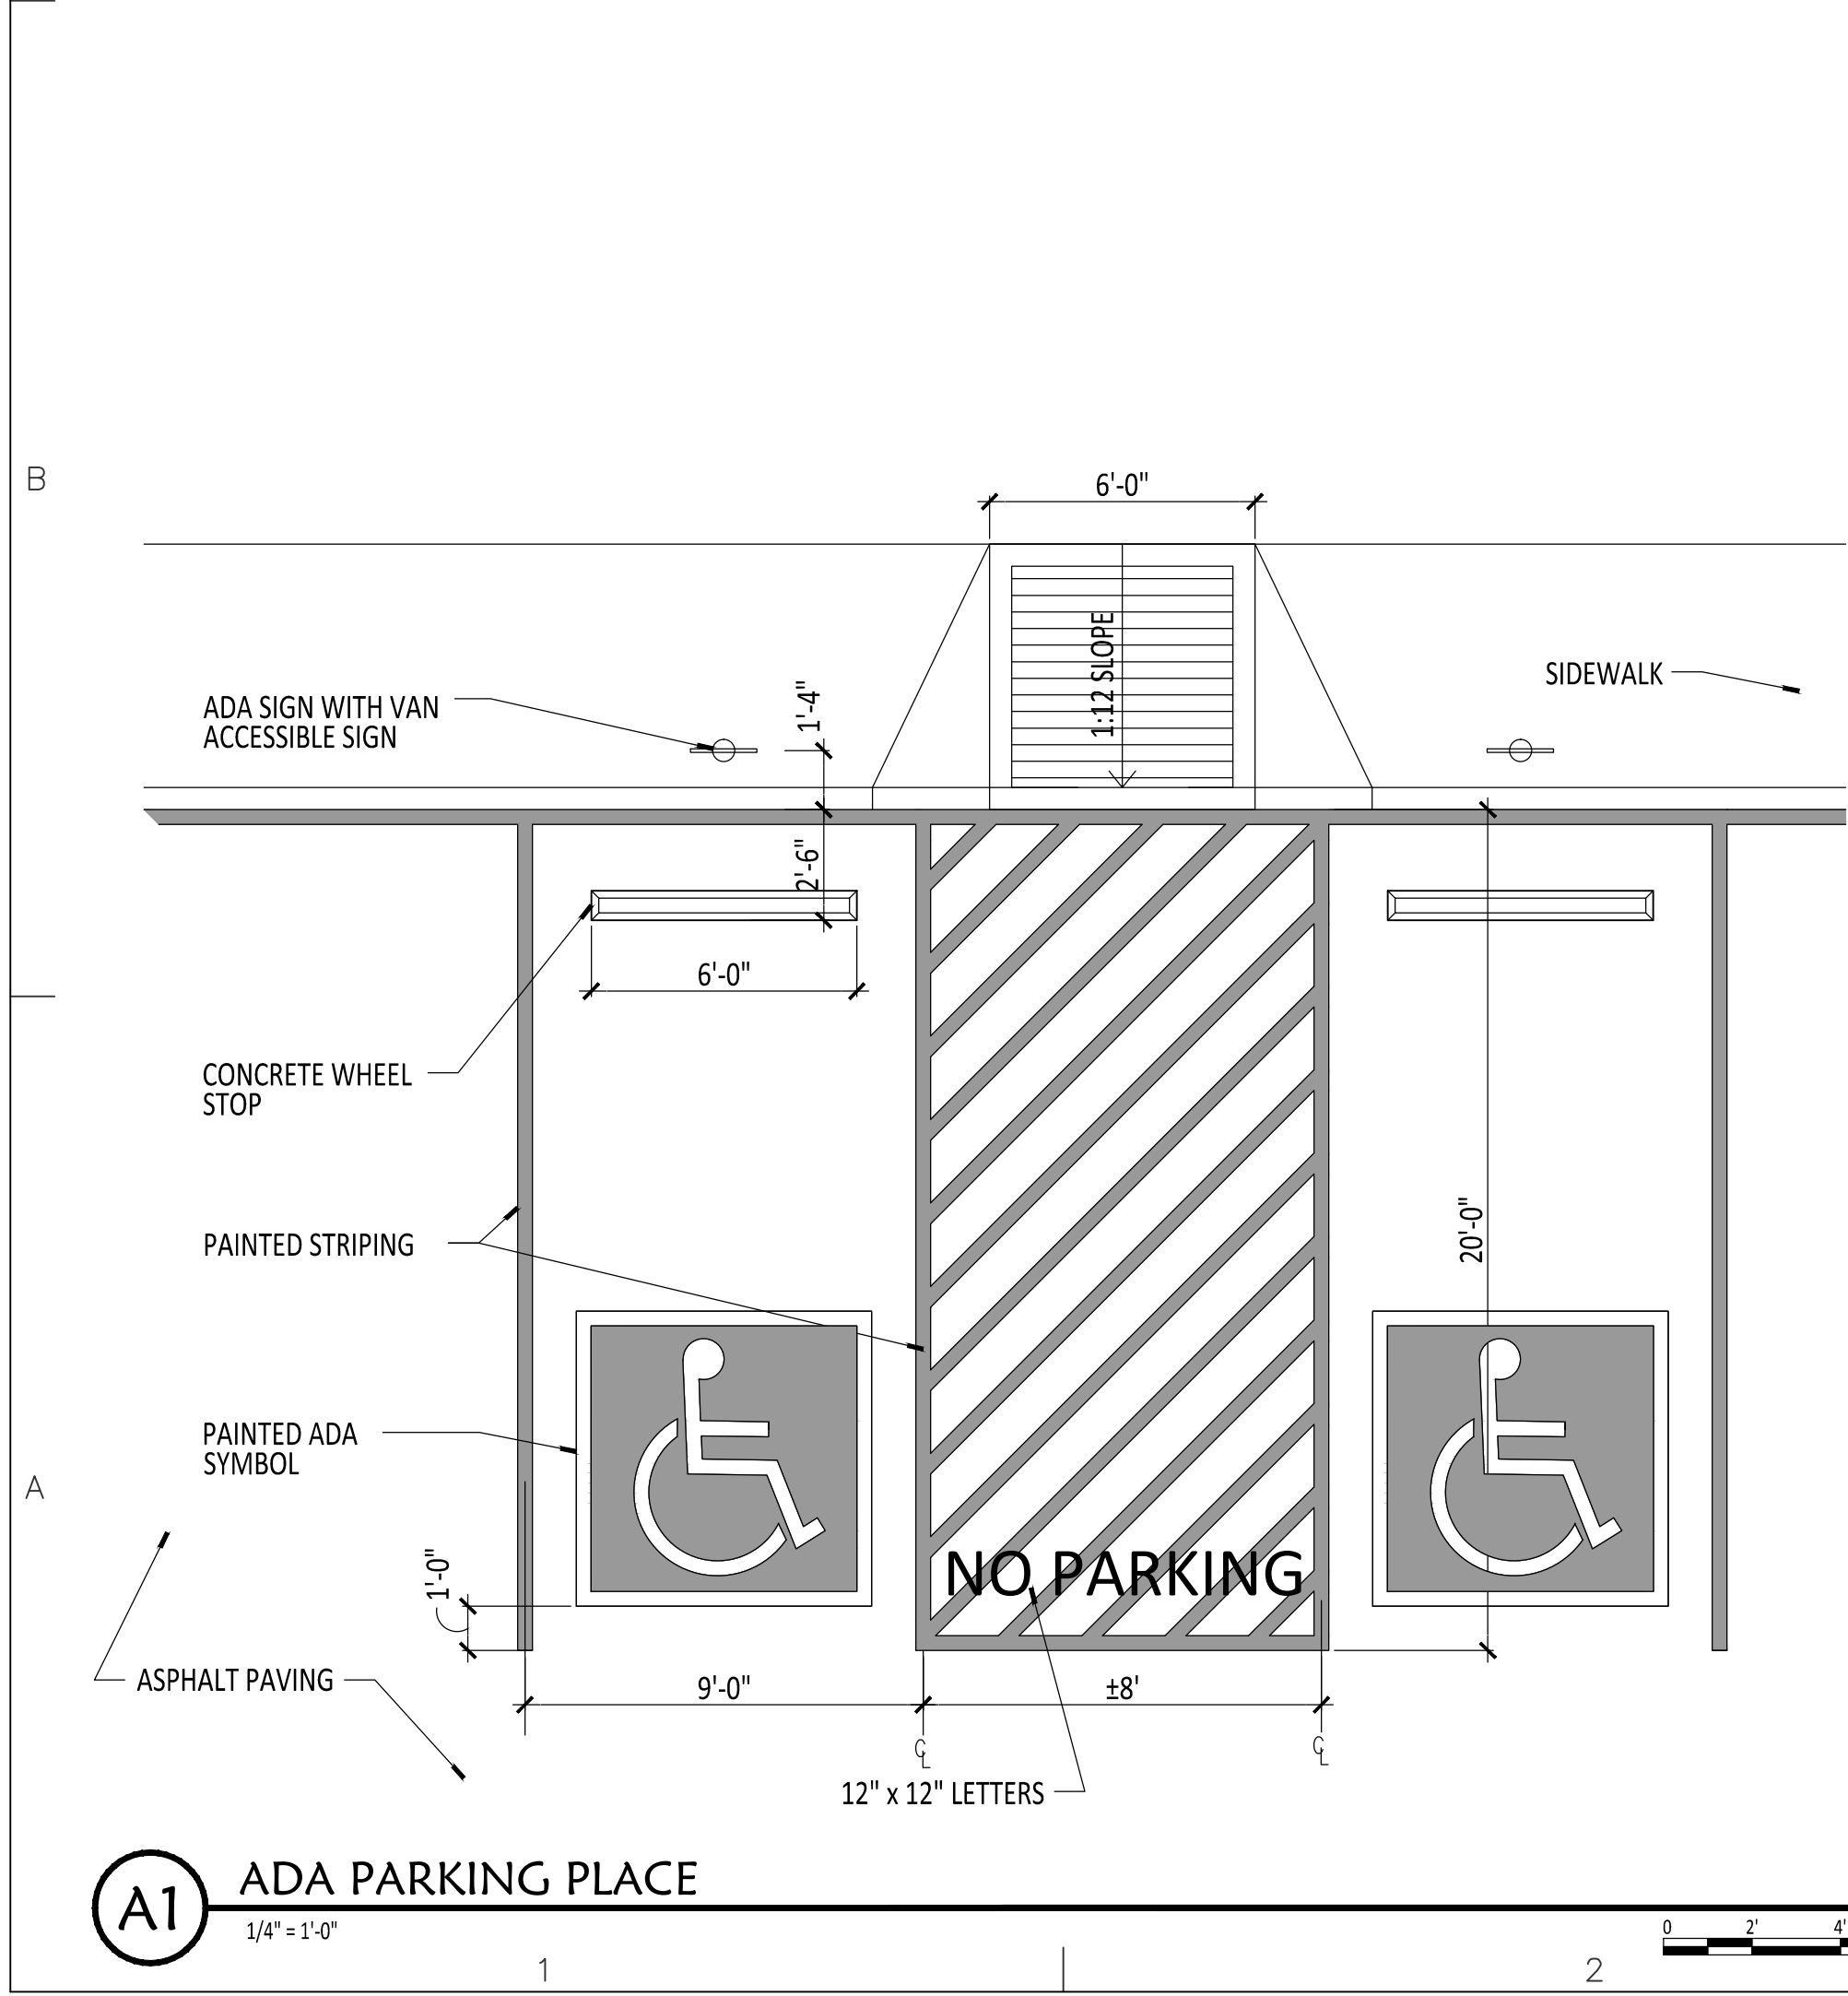 B
6'-0"
1:12 SLOPE
SIDEWALK
ADA SIGN WITH VAN
ACCESSIBLE SIGN
1'-4"
2'-6"
6'-0"
CONCRETE WHEEL
STOP
PAINTED STRIPING
20'-0"
PAINTED ADA
SYMBOL
A
1'-0"
NO PARKING
ASPHALT PAVING
9'-0"
±8'
CL
CL
12" x 12" LETTERS
A1
ADA PARKING PLACE
1/4" = 1'-0"
0 2' 4'
1
2